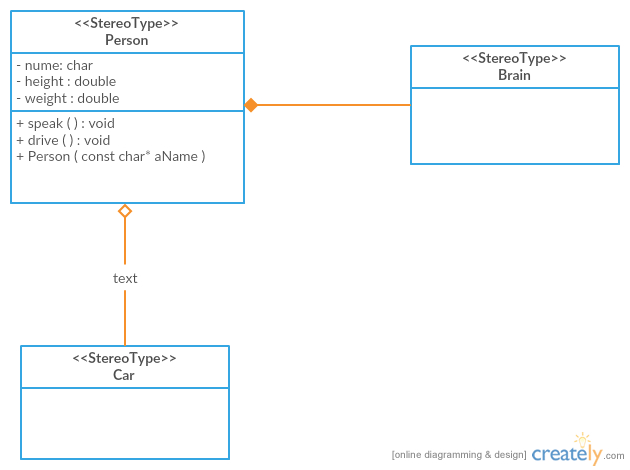 <<StereoType>>
Person
- nume: char
- height : double
- weight : double
+ speak ( ) : void
+ drive ( ) : void
+ Person ( const char* aName )
<<StereoType>>
Brain
text
<<StereoType>>
Car
[online diagramming & design] creately.com